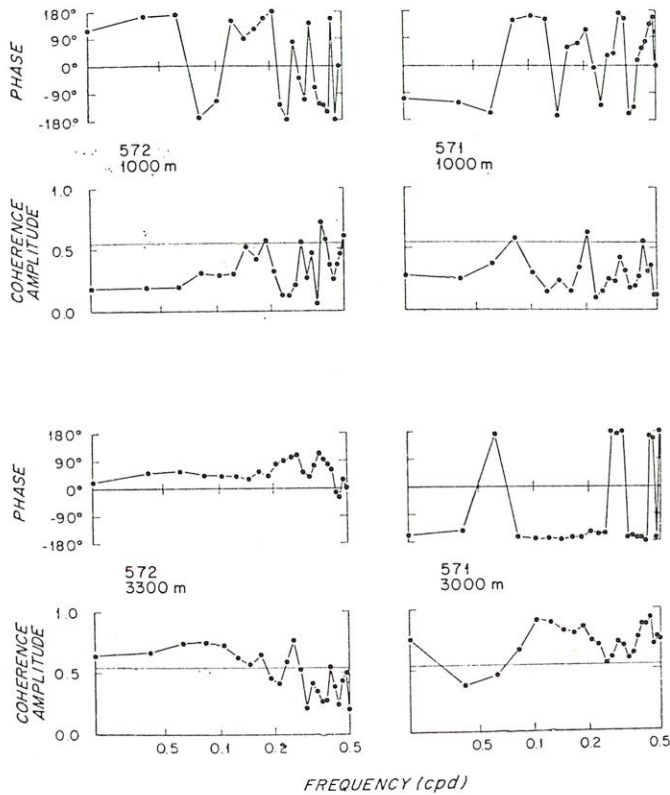 180°
90°
0°
-90°
-180°
PHASE
572
1000 m
571
1000 m
1.0
0.5
0.0
COHERENCE
AMPLITUDE
180°
90°
0°
-90°
-180°
PHASE
572
3300 m
571
3000 m
1.0
0.5
0.0
COHERENCE
AMPLITUDE
0.5 0.1 0.2 0.5
0.5 0.1 0.2 0.5
FREQUENCY (cpd)